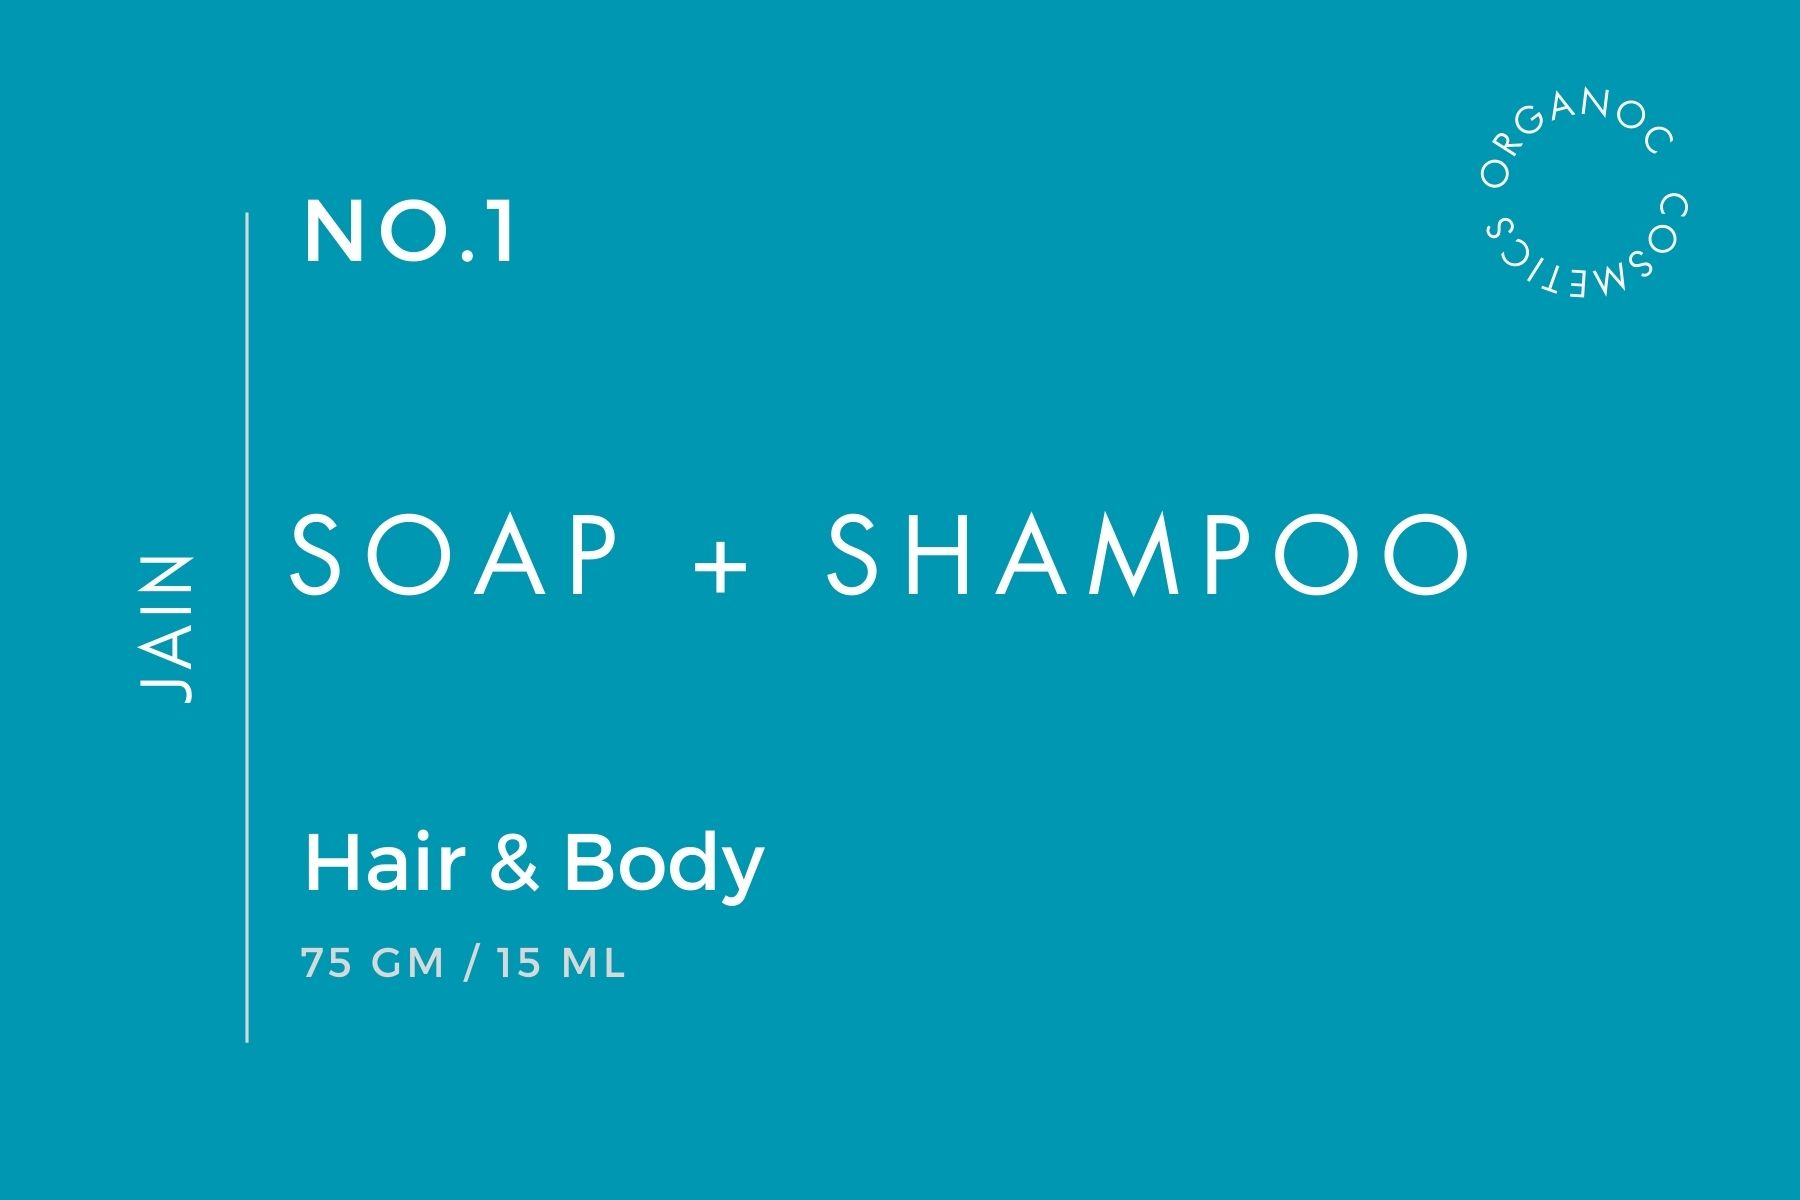 ORGANOC COSMETICS
NO.1
SOAP + SHAMPOO
JAIN
Hair & Body
75 GM / 15 ML